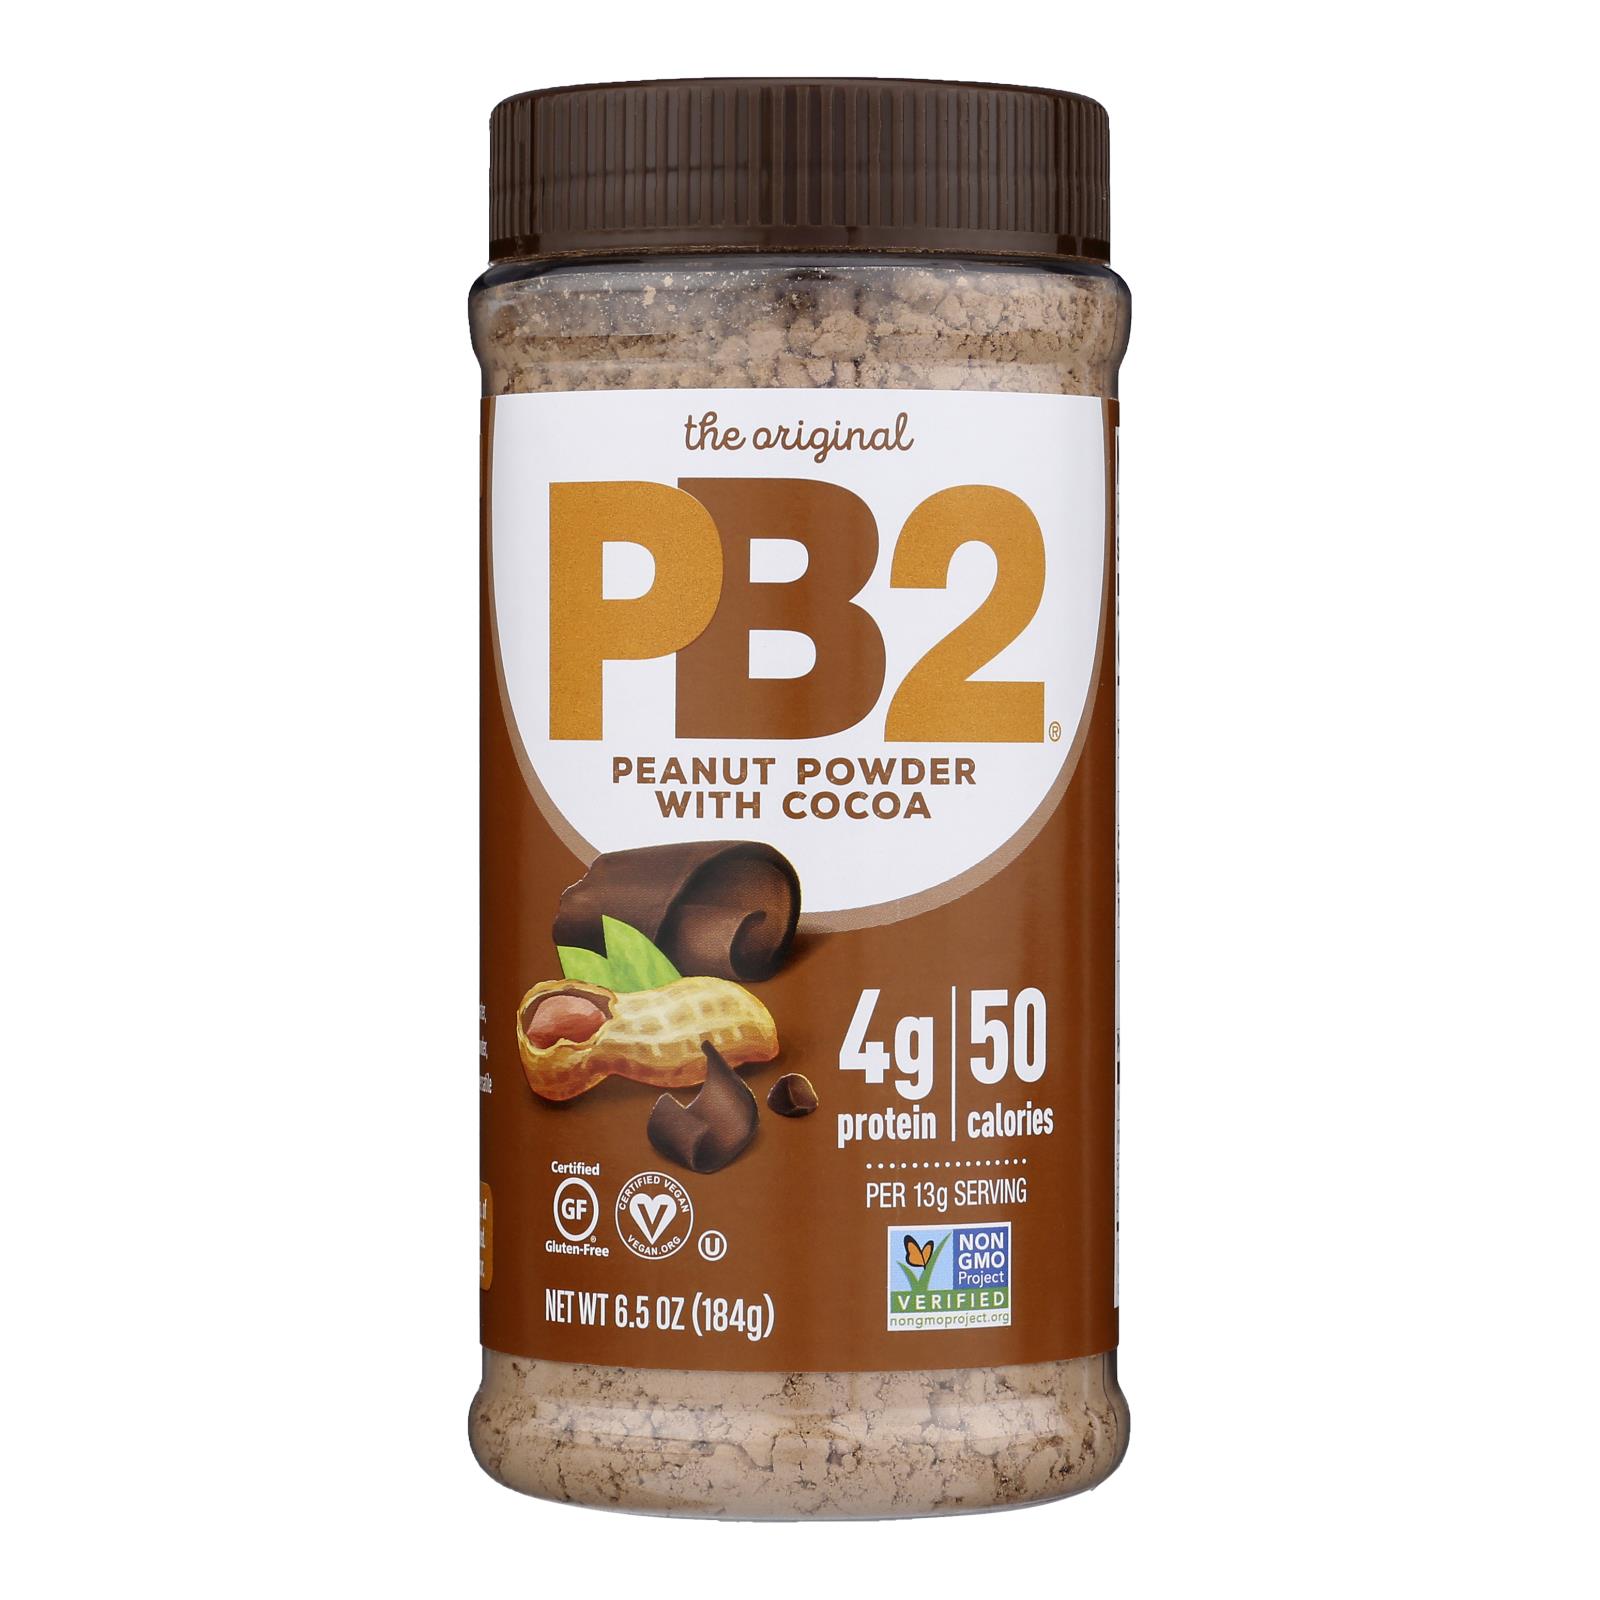 the original
PB2®
PEANUT POWDER
WITH COCOA
4g protein
50 calories
PER 13g SERVING
Certified
GF®
Gluten-Free
CERTIFIED VEGAN
VEGAN.ORG
U
NON
GMO
Project
VERIFIED
nongmoproject.org
NET WT 6.5 OZ (184g)